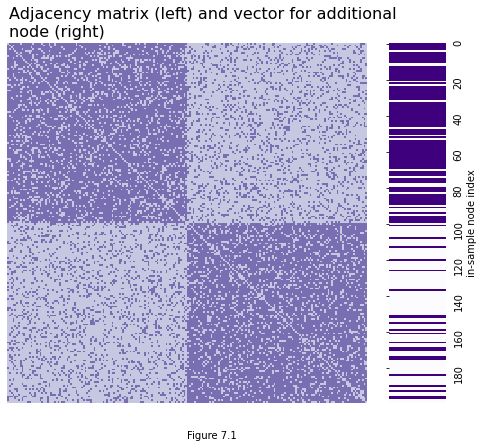 Adjacency matrix (left) and vector for additional
node (right)
0
20
40
60
80
100
120
140
160
180
in-sample node index
Figure 7.1